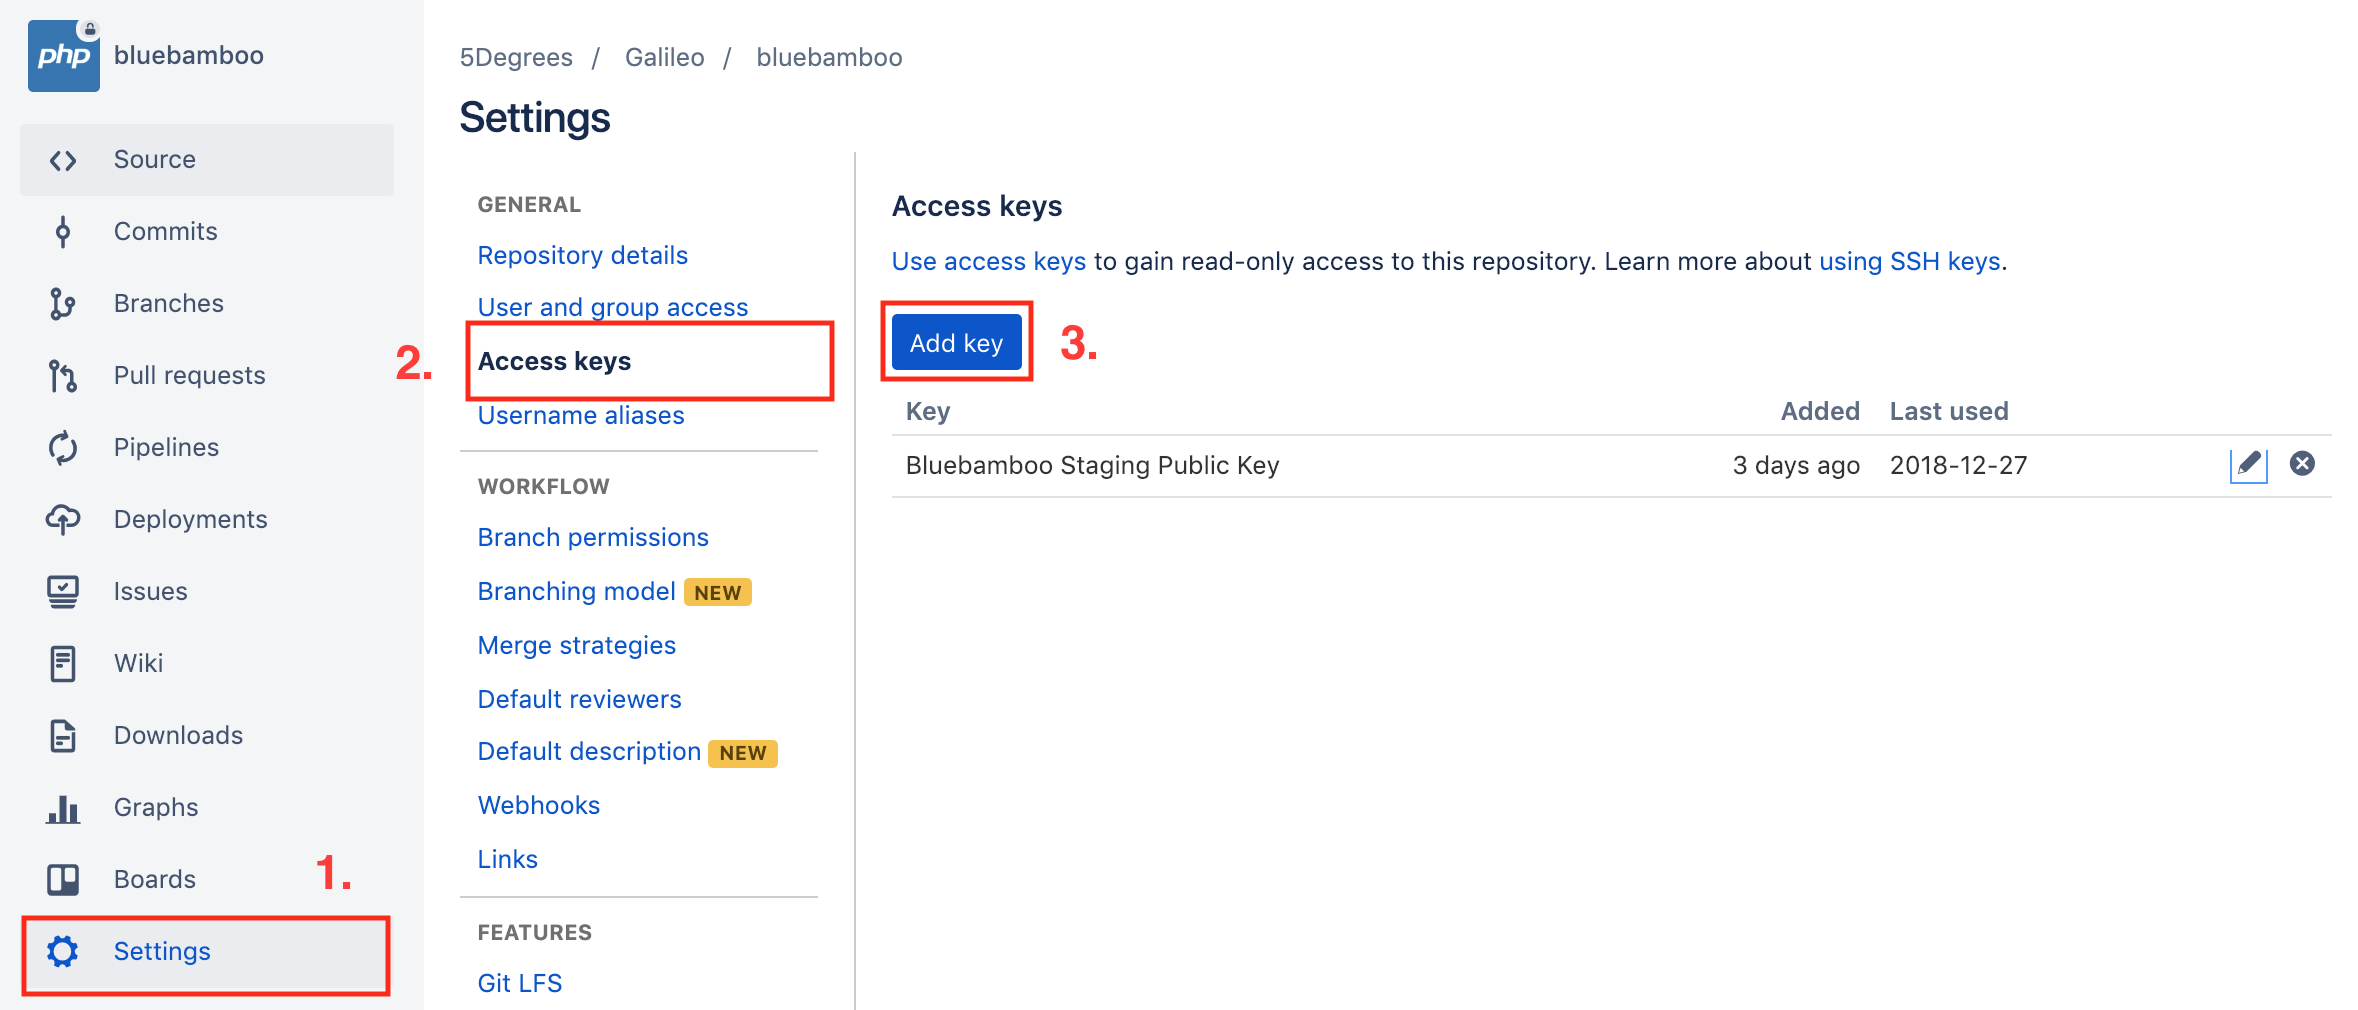 php
bluebamboo
Source
Commits
Branches
Pull requests
Pipelines
Deployments
Issues
Wiki
Downloads
Graphs
Boards
1.
Settings
5Degrees / Galileo / bluebamboo
Settings
GENERAL
Repository details
User and group access
2.
Access keys
Username aliases
WORKFLOW
Branch permissions
Branching model NEW
Merge strategies
Default reviewers
Default description NEW
Webhooks
Links
FEATURES
Git LFS
Access keys
Use access keys to gain read-only access to this repository. Learn more about using SSH keys.
Add key 3.
Key Added Last used
Bluebamboo Staging Public Key 3 days ago 2018-12-27